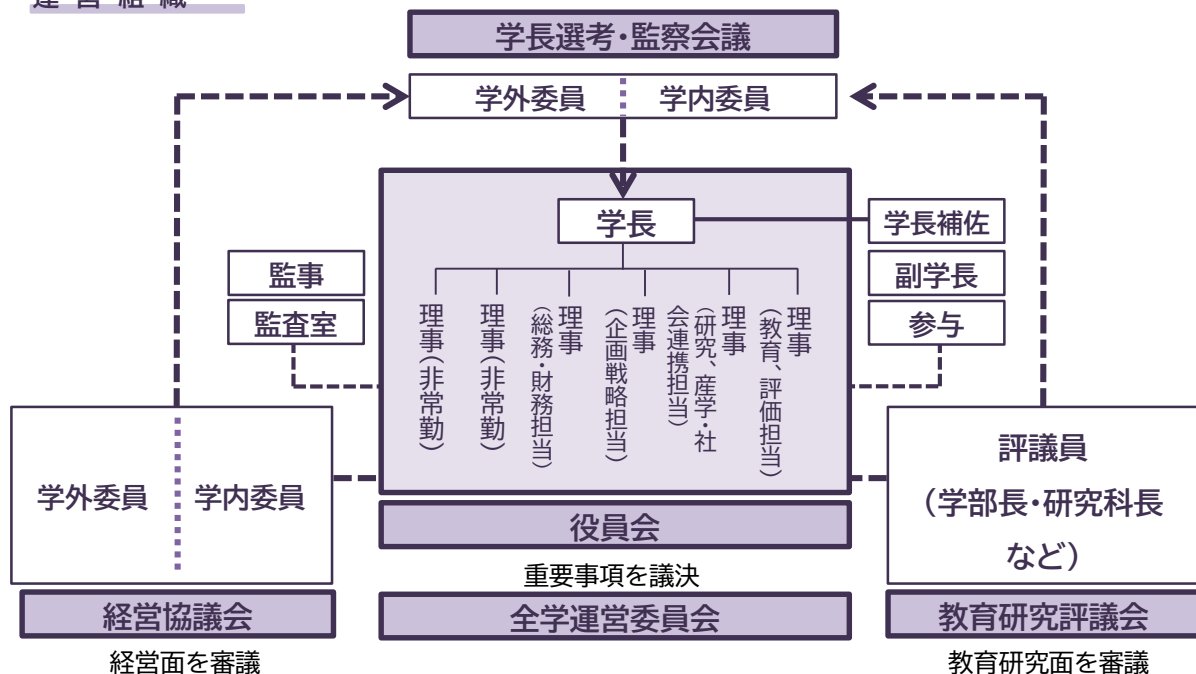 運営組織
学長選考・監察会議
学外委員
学内委員
学長
学長補佐
副学長
参与
監事
監査室
理事
（教育、評価担当）
理事
（研究、産学・社
会連携担当）
理事
（企画戦略担当）
理事
（総務・財務担当）
理事（非常勤）
理事（非常勤）
学外委員
学内委員
評議員
（学部長・研究科長
など）
役員会
重要事項を議決
経営協議会
全学運営委員会
教育研究評議会
経営面を審議
教育研究面を審議